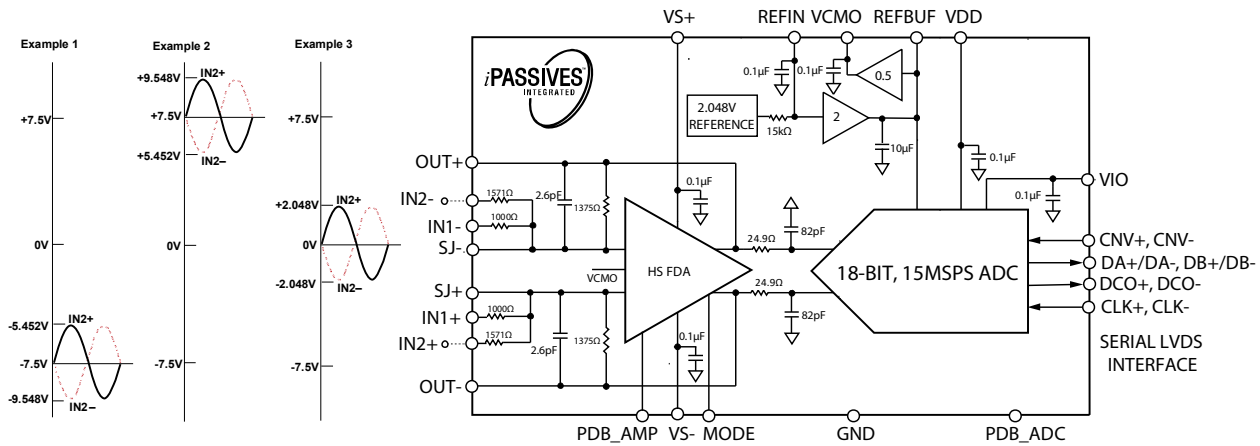 Example 1
+7.5V
0V
-5.452V
IN2+
-7.5V
-9.548V
IN2–
Example 2
+9.548V
IN2+
+7.5V
+5.452V
IN2–
0V
-7.5V
Example 3
+7.5V
+2.048V
IN2+
0V
-2.048V
IN2–
-7.5V
iPASSIVES™
INTEGRATED
VS+
REFIN
VCMO
REFBUF
VDD
0.1µF
0.1µF
0.5
2.048V
REFERENCE
15kΩ
2
10µF
0.1µF
0.1µF
VIO
OUT+
IN2-
1571Ω
IN1-
1000Ω
SJ-
2.6pF
1375Ω
0.1µF
HS FDA
VCMO
24.9Ω
82pF
24.9Ω
82pF
18-BIT, 15MSPS ADC
CNV+, CNV-
DA+/DA-, DB+/DB-
DCO+, DCO-
CLK+, CLK-
SERIAL LVDS
INTERFACE
SJ+
IN1+
1000Ω
IN2+
1571Ω
2.6pF
1375Ω
0.1µF
OUT-
PDB_AMP
VS-
MODE
GND
PDB_ADC